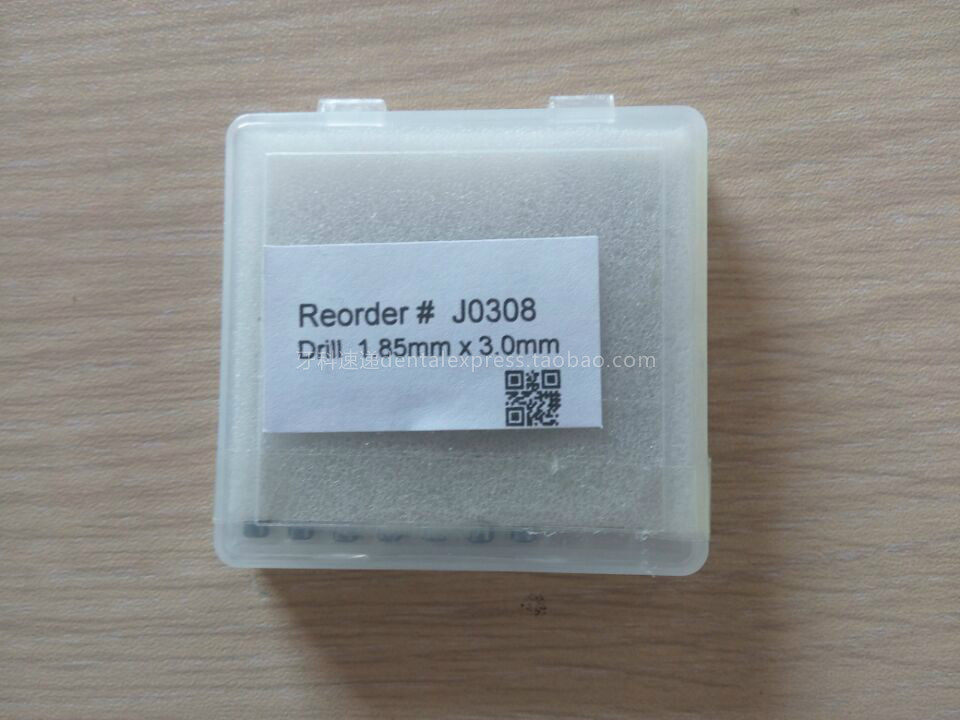 Reorder # J0308
Drill 1.85mm x 3.0mm
牙科速递dentalexpress.taobao.com